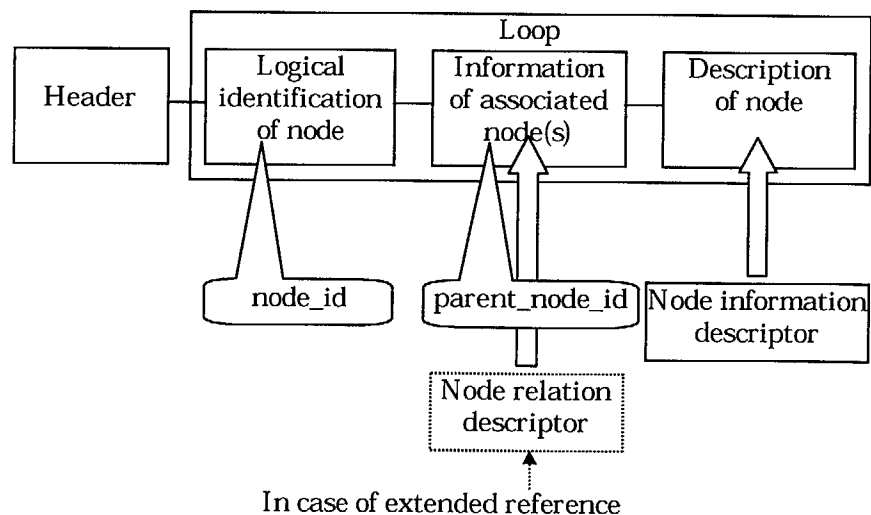 Loop
Header
Logical
identification
of node
Information
of associated
node(s)
Description
of node
node_id
parent_node_id
Node information
descriptor
Node relation
descriptor
In case of extended reference